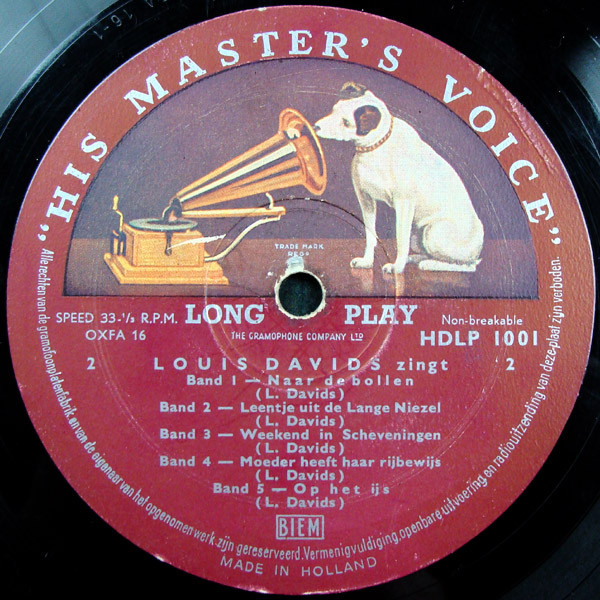 "HIS MASTER'S VOICE"
TRADE MARK
REGD
SPEED 33-⅓ R.P.M. LONG PLAY Non-breakable
OXFA 16 THE GRAMOPHONE COMPANY LTD HDLP 1001
2 LOUIS DAVIDS zingt 2
Band 1 — Naar de bollen
(L. Davids)
Band 2 — Leentje uit de Lange Niezel
(L. Davids)
Band 3 — Weekend in Scheveningen
(L. Davids)
Band 4 — Moeder heeft haar rijbewijs
(L. Davids)
Band 5 — Op het ijs
(L. Davids)
BIEM
Alle rechten van de gramofoonplatenfabrik en van de eigenaar van het opgenomen werk zijn gereserveerd. Vermenigvuldiging, openbare uitvoering en radiouitzending van deze plaat zijn verboden.
MADE IN HOLLAND